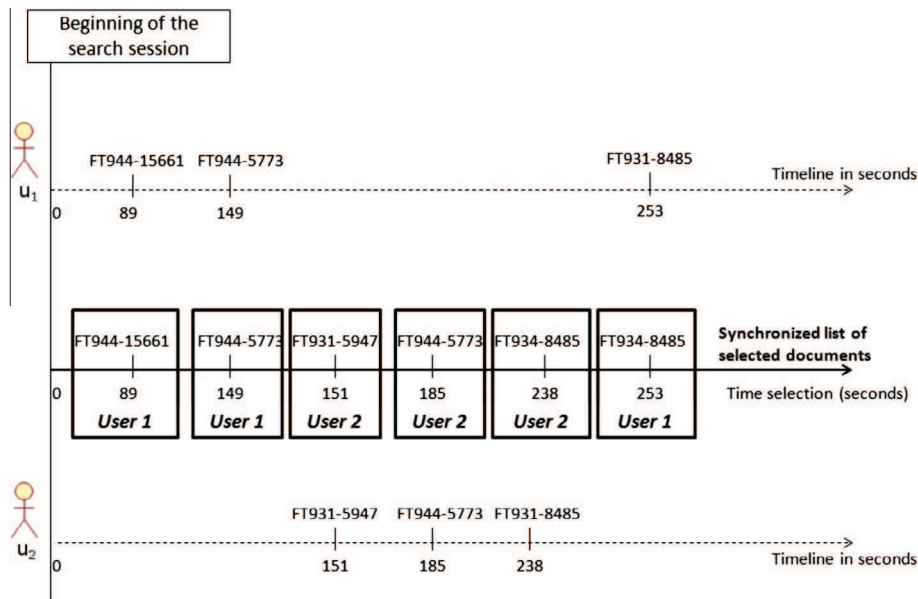 Beginning of the
search session
FT944-15661 FT944-5773 FT931-8485
Timeline in seconds
u1
0 89 149 253
FT944-15661 FT944-5773 FT931-5947 FT944-5773 FT934-8485 FT934-8485
Synchronized list of
selected documents
0 89 149 151 185 238 253
Time selection (seconds)
User 1 User 1 User 2 User 2 User 2 User 1
FT931-5947 FT944-5773 FT931-8485
u2
0 151 185 238
Timeline in seconds